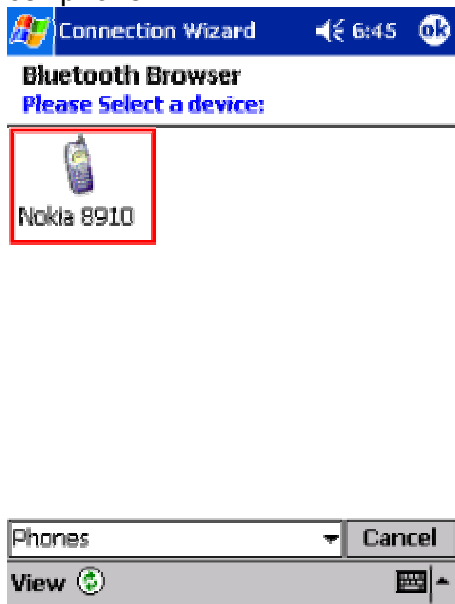 Connection Wizard 6:45 ok
Bluetooth Browser
Please Select a device:
Nokia 8910
Phones Cancel
View